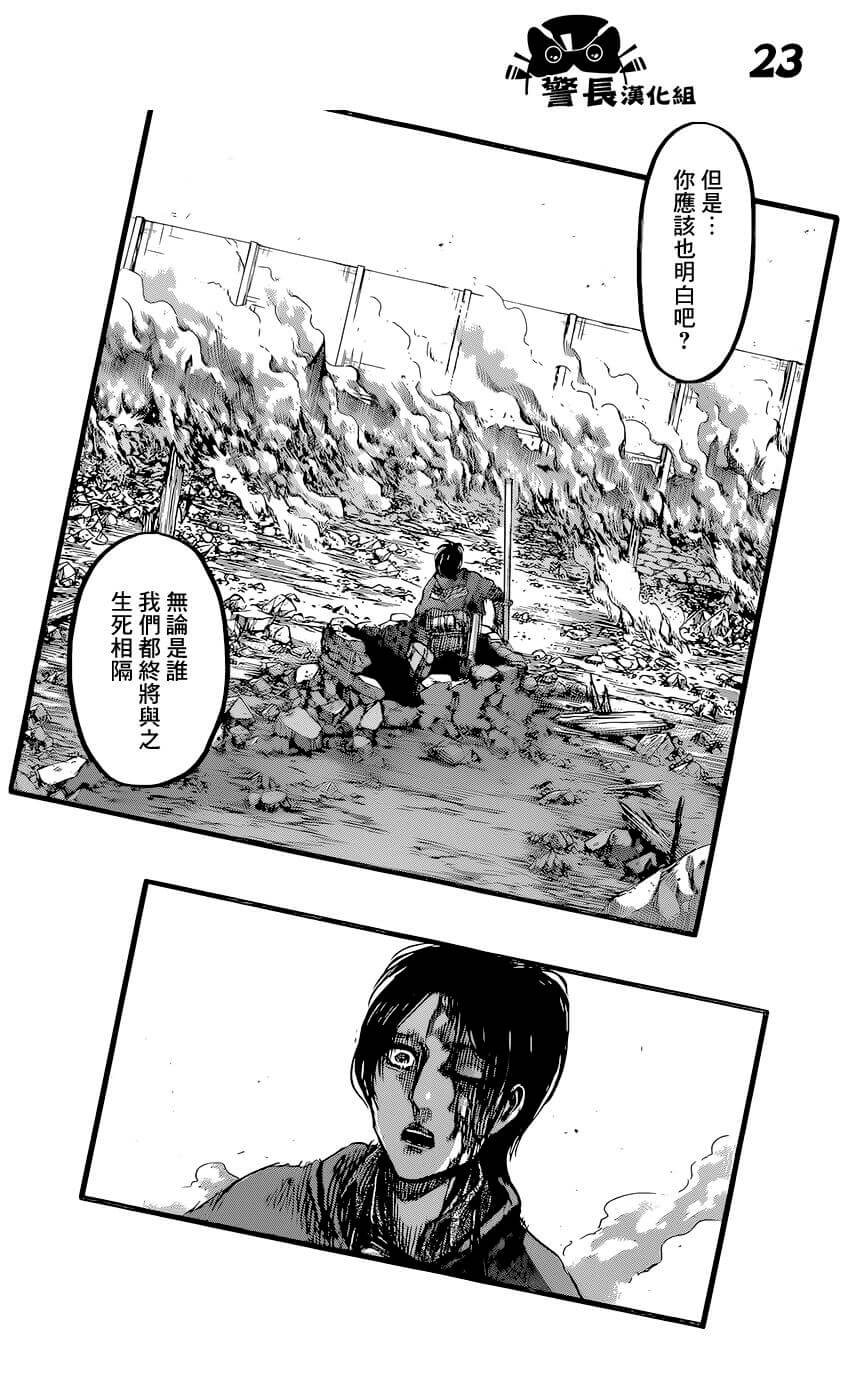 警長漢化組
23
但是…
你應該也明白吧？
無論是誰
我們都終將與之
生死相隔